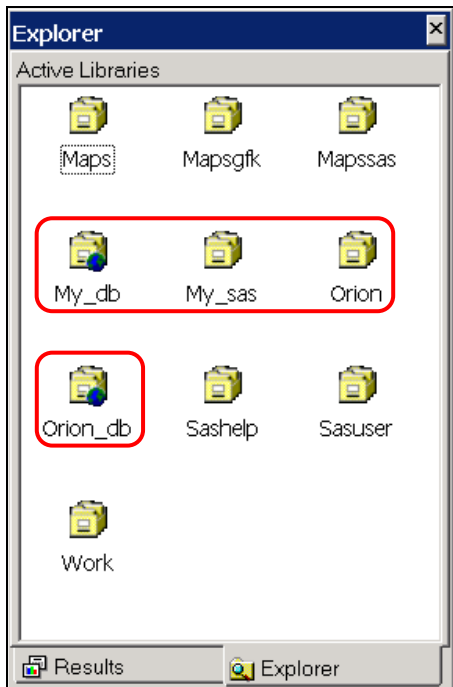 Explorer
Active Libraries
Maps Mapsgfk Mapssas
My_db My_sas Orion
Orion_db Sashelp Sasuser
Work
Results Explorer